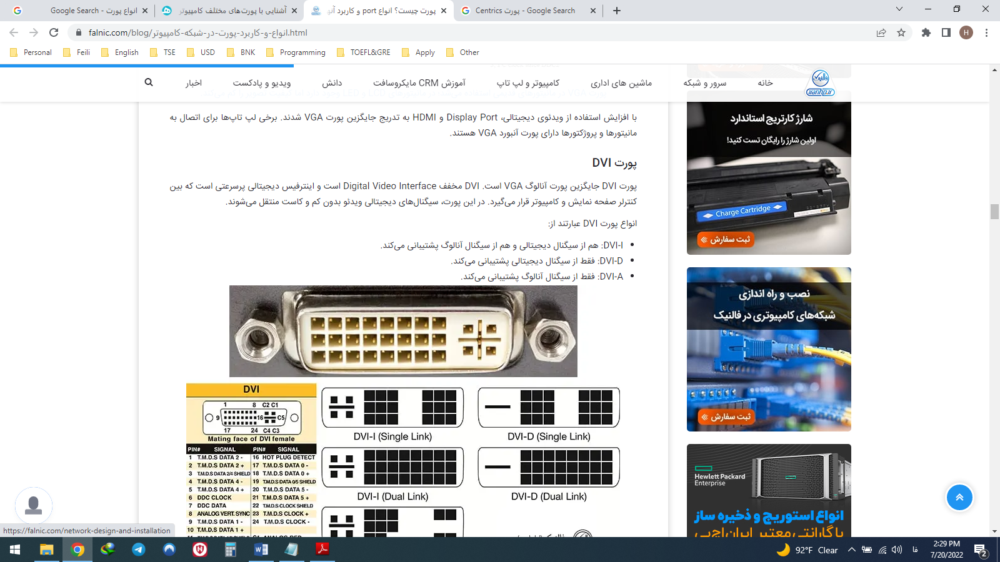 انواع پورت - Google Search
آشنایی با پورت‌های مختلف کامپیوتر
پورت چیست؟ انواع port و کاربرد آنها
Centrics پورت - Google Search
falnic.com/blog/انواع-و-کاربرد-پورت-در-شبکه-کامپیوتر.html
H
Personal
Feili
English
TSE
USD
BNK
Programming
TOEFL&GRE
Apply
Other
خانه
سرور و شبکه
ماشین های اداری
کامپیوتر و لپ تاپ
آموزش CRM مایکروسافت
دانش
ویدیو و پادکست
اخبار
فالنیک
iranhp.ir
با افزایش استفاده از ویدئوی دیجیتالی، Display Port و HDMI به تدریج جایگزین پورت VGA شدند. برخی لپ تاپ‌ها برای اتصال به
مانیتورها و پروژکتورها دارای پورت آنبورد VGA هستند.
پورت DVI
پورت DVI جایگزین پورت آنالوگ VGA است. DVI مخفف Digital Video Interface است و اینترفیس دیجیتالی پرسرعتی است که بین
کنترلر صفحه نمایش و کامپیوتر قرار می‌گیرد. در این پورت، سیگنال‌های دیجیتالی ویدئو بدون کم و کاست منتقل می‌شوند.
انواع پورت DVI عبارتند از:
DVI-I: هم از سیگنال دیجیتالی و هم از سیگنال آنالوگ پشتیبانی می‌کند.
DVI-D: فقط از سیگنال دیجیتالی پشتیبانی می‌کند.
DVI-A: فقط از سیگنال آنالوگ پشتیبانی می‌کند.
DVI
1 8 C2 C1
9 16 C5
17 24 C4 C3
Mating face of DVI female
PIN# SIGNAL PIN# SIGNAL
1 T.M.D.S DATA 2 - 16 HOT PLUG DETECT
2 T.M.D.S DATA 2 + 17 T.M.D.S DATA 0 -
3 T.M.D.S DATA 2/4 SHIELD 18 T.M.D.S DATA 0 +
4 T.M.D.S DATA 4 - 19 T.M.D.S DATA 0/5 SHIELD
5 T.M.D.S DATA 4 + 20 T.M.D.S DATA 5 -
6 DDC CLOCK 21 T.M.D.S DATA 5 +
7 DDC DATA 22 T.M.D.S CLOCK SHIELD
8 ANALOG VERT. SYNC 23 T.M.D.S CLOCK +
9 T.M.D.S DATA 1 - 24 T.M.D.S CLOCK -
10 T.M.D.S DATA 1 +
DVI-I (Single Link)
DVI-D (Single Link)
DVI-I (Dual Link)
DVI-D (Dual Link)
شارژ کارتریج استاندارد
اولین شارژ را رایگان تست کنید!
Charge Cartridge
ثبت سفارش
نصب و راه اندازی
شبکه‌های کامپیوتری در فالنیک
ثبت سفارش
Hewlett Packard
Enterprise
انواع استوریج و ذخیره ساز
با گارانتی معتبر ایران اچ پی
https://falnic.com/network-design-and-installation
92°F Clear
فا
2:29 PM
7/20/2022
2